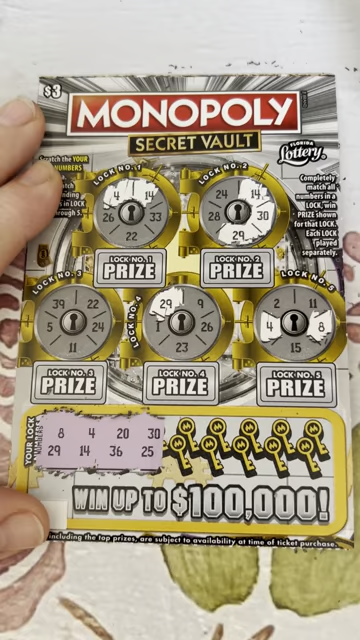 $3
MONOPOLY
SECRET VAULT
FLORIDA
Lottery
Scratch the YOUR
Completely
match all
numbers in a
LOCK, win
PRIZE shown
for that LOCK.
Each LOCK
played
separately.
LOCK NO. 1
4 14
26 33
22
LOCK NO. 1
PRIZE
LOCK NO. 2
24 14
28 30
29
LOCK NO. 2
PRIZE
LOCK NO. 3
39 22
24
5
11
LOCK NO. 3
PRIZE
LOCK NO. 4
29 9
1 26
23
LOCK NO. 4
PRIZE
LOCK NO. 5
2 11
4 8
15
LOCK NO. 5
PRIZE
YOUR LOCK
NUMBERS
8 4 20 30
29 14 36 25
WIN UP TO $100,000!
including the top prizes, are subject to availability at time of ticket purchase.